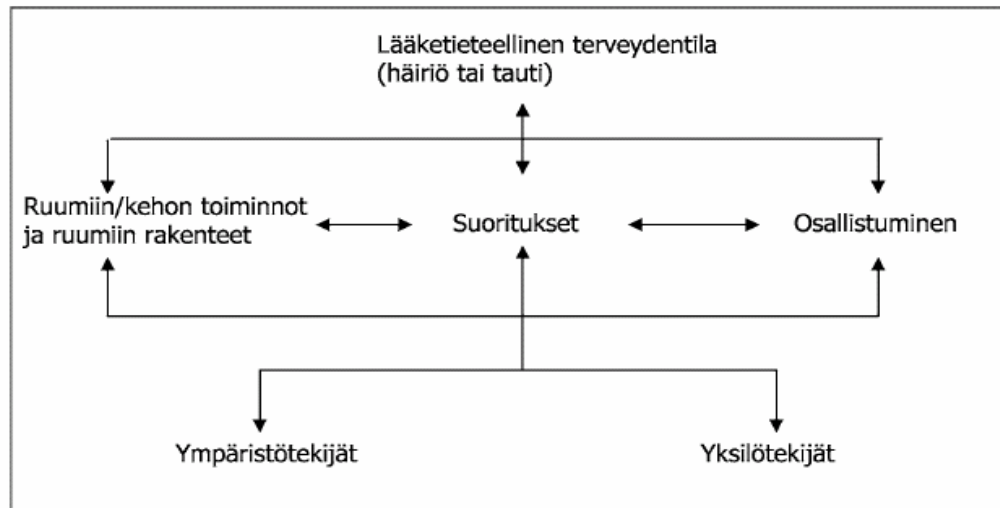 Lääketieteellinen terveydentila
(häiriö tai tauti)
Ruumiin/kehon toiminnot
ja ruumiin rakenteet
Suoritukset
Osallistuminen
Ympäristötekijät
Yksilötekijät